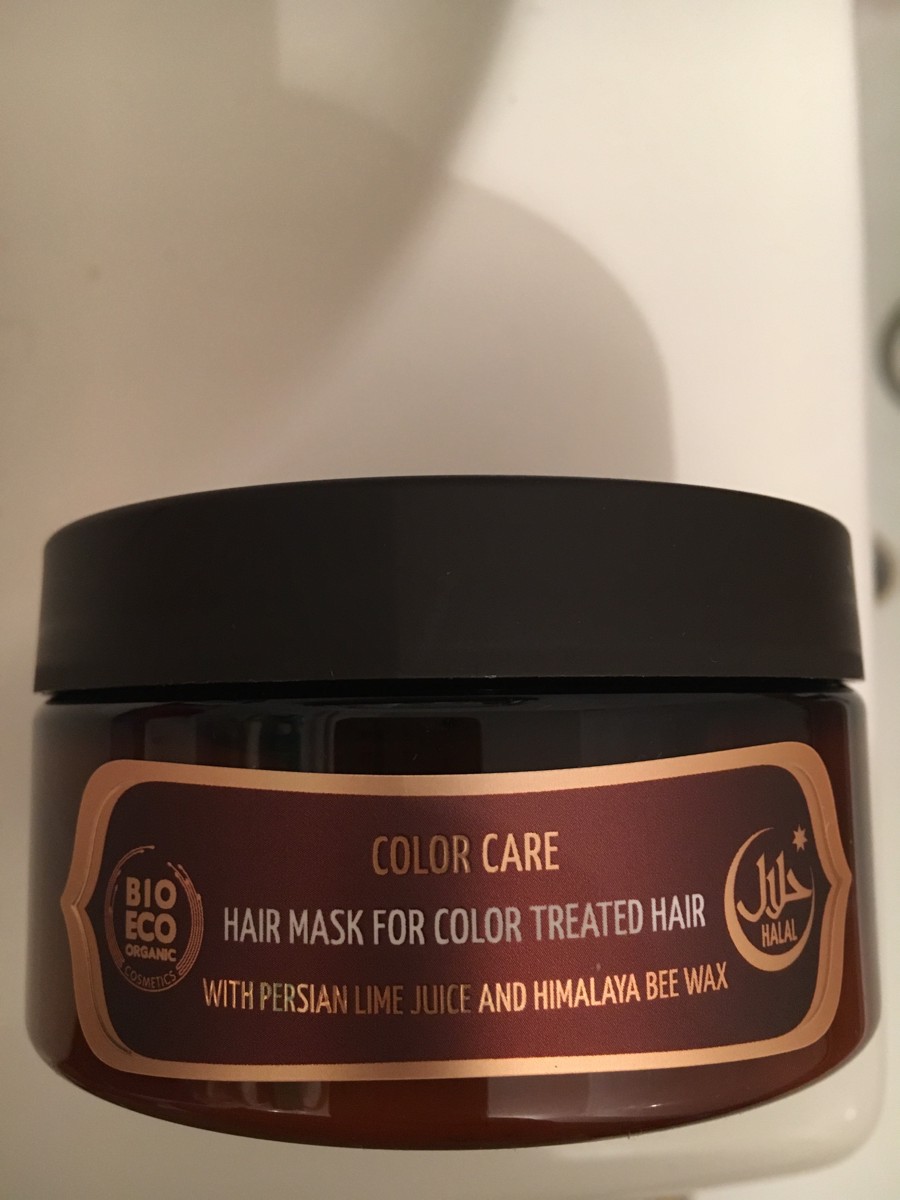 COLOR CARE
HAIR MASK FOR COLOR TREATED HAIR
WITH PERSIAN LIME JUICE AND HIMALAYA BEE WAX
BIO
ECO
ORGANIC
COSMETICS
حلال
HALAL